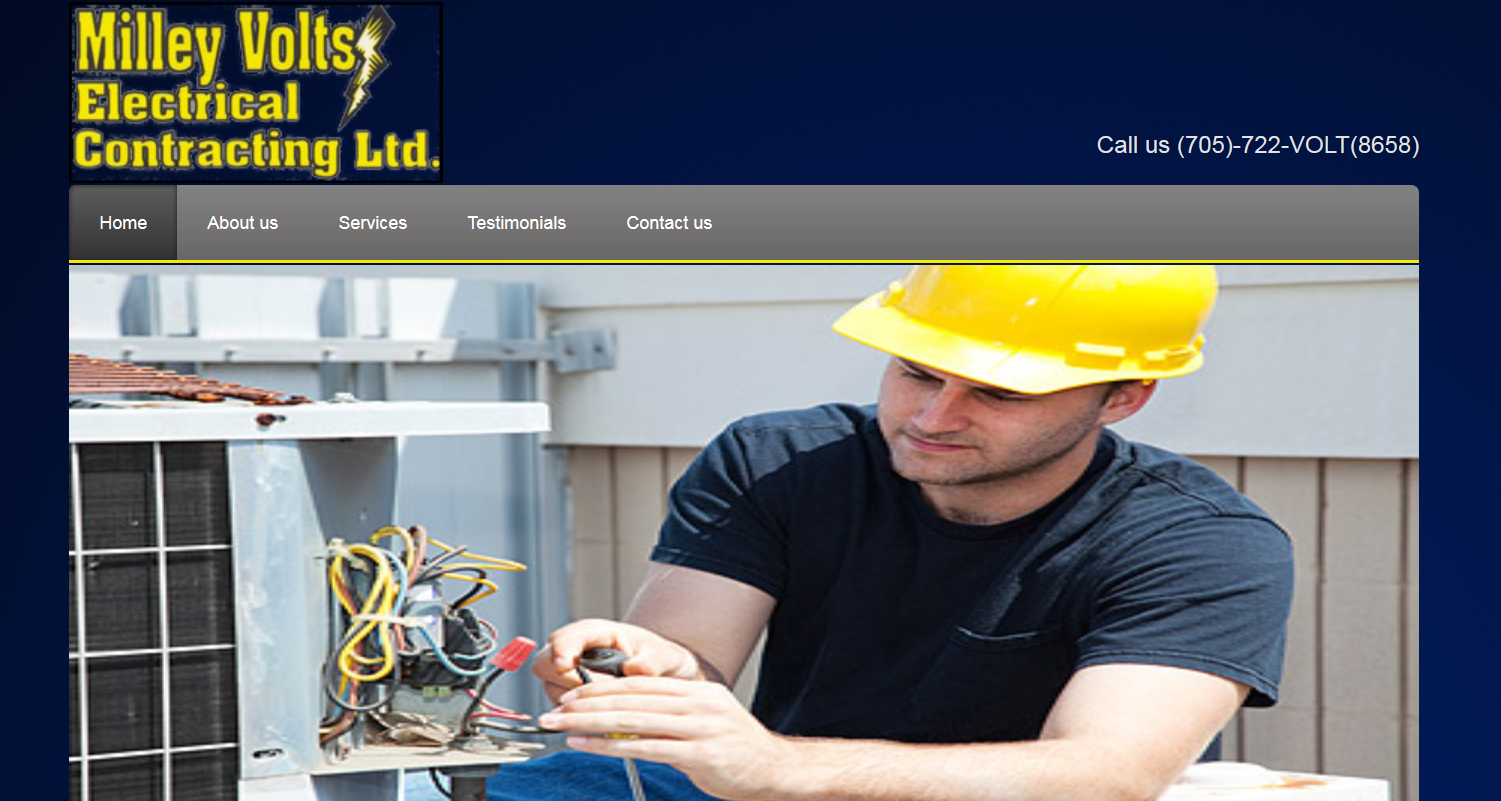 Milley Volts
Electrical
Contracting Ltd.
Call us (705)-722-VOLT(8658)
Home About us Services Testimonials Contact us